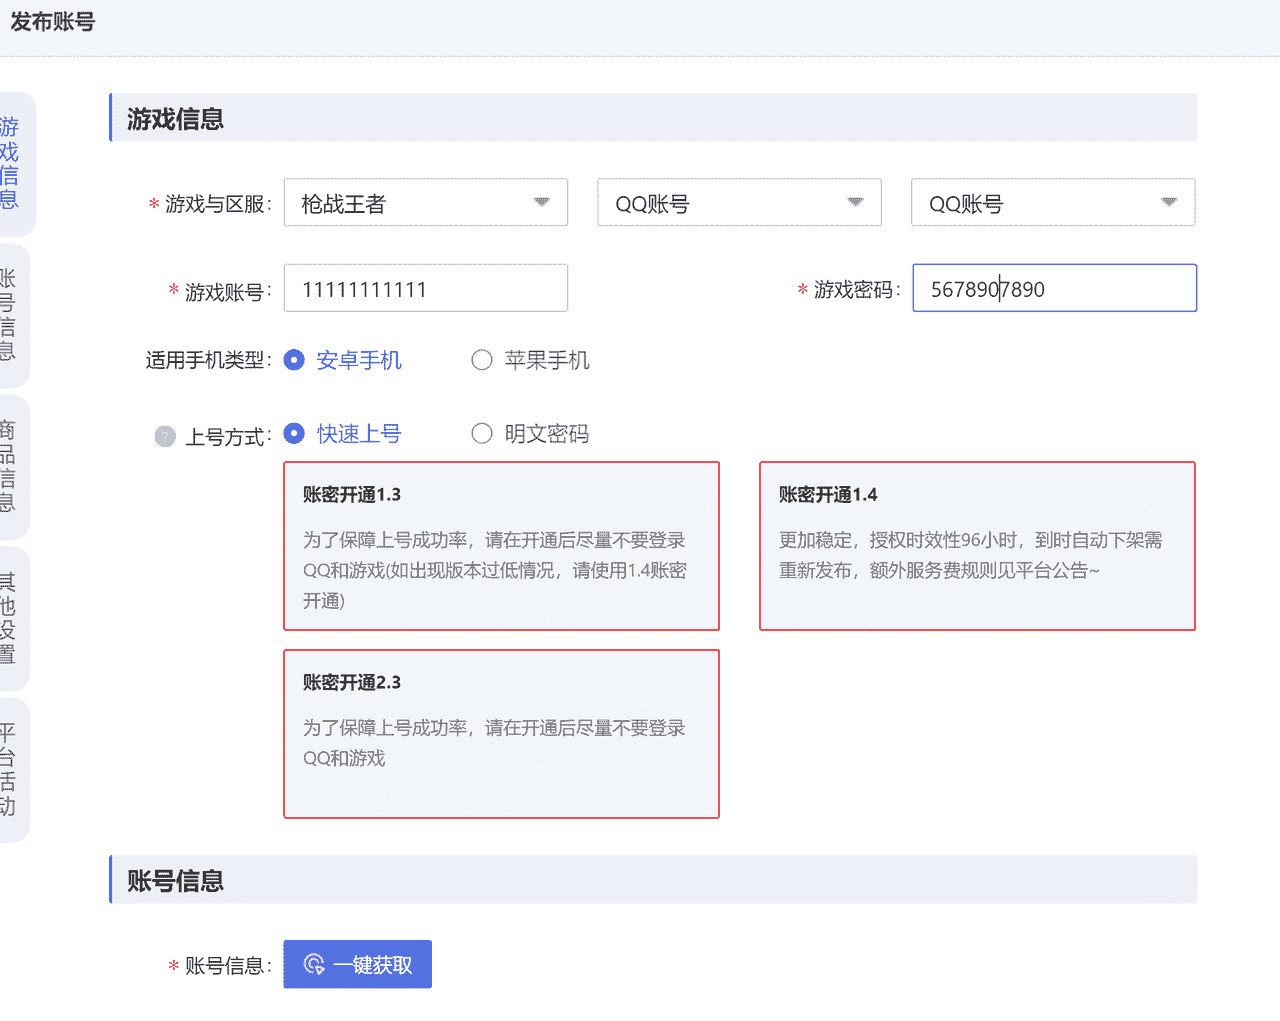 发布账号
游戏信息
账号信息
商品信息
其他设置
平台活动
游戏信息
* 游戏与区服: 枪战王者 QQ账号 QQ账号
* 游戏账号: 11111111111 * 游戏密码: 5678907890
适用手机类型: 安卓手机 苹果手机
? 上号方式: 快速上号 明文密码
账密开通1.3
为了保障上号成功率，请在开通后尽量不要登录
QQ和游戏(如出现版本过低情况，请使用1.4账密
开通)
账密开通1.4
更加稳定，授权时效性96小时，到时自动下架需
重新发布，额外服务费规则见平台公告~
账密开通2.3
为了保障上号成功率，请在开通后尽量不要登录
QQ和游戏
账号信息
* 账号信息: 一键获取